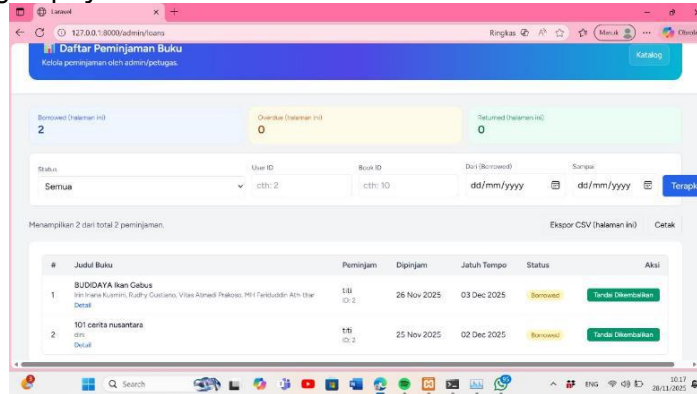 Laravel
127.0.0.1:8000/admin/loans
Ringkas
Masuk
Daftar Peminjaman Buku
Kelola peminjaman oleh admin/petugas.
Katalog
Borrowed (halaman ini)
2
Overdue (halaman ini)
0
Returned (halaman ini)
0
Status
Semua
User ID
cth: 2
Book ID
cth: 10
Dari (Borrowed)
dd/mm/yyyy
Sampai
dd/mm/yyyy
Terapk
Menampilkan 2 dari total 2 peminjaman.
Ekspor CSV (halaman ini) Cetak
# Judul Buku Peminjam Dipinjam Jatuh Tempo Status Aksi
1 BUDIDAYA Ikan Gabus titi 26 Nov 2025 03 Dec 2025 Borrowed Tandai Dikembalikan
ID: 2
Detail
2 101 cerita nusantara titi 25 Nov 2025 02 Dec 2025 Borrowed Tandai Dikembalikan
ID: 2
Detail
Search
ENG
10:17
28/11/2025